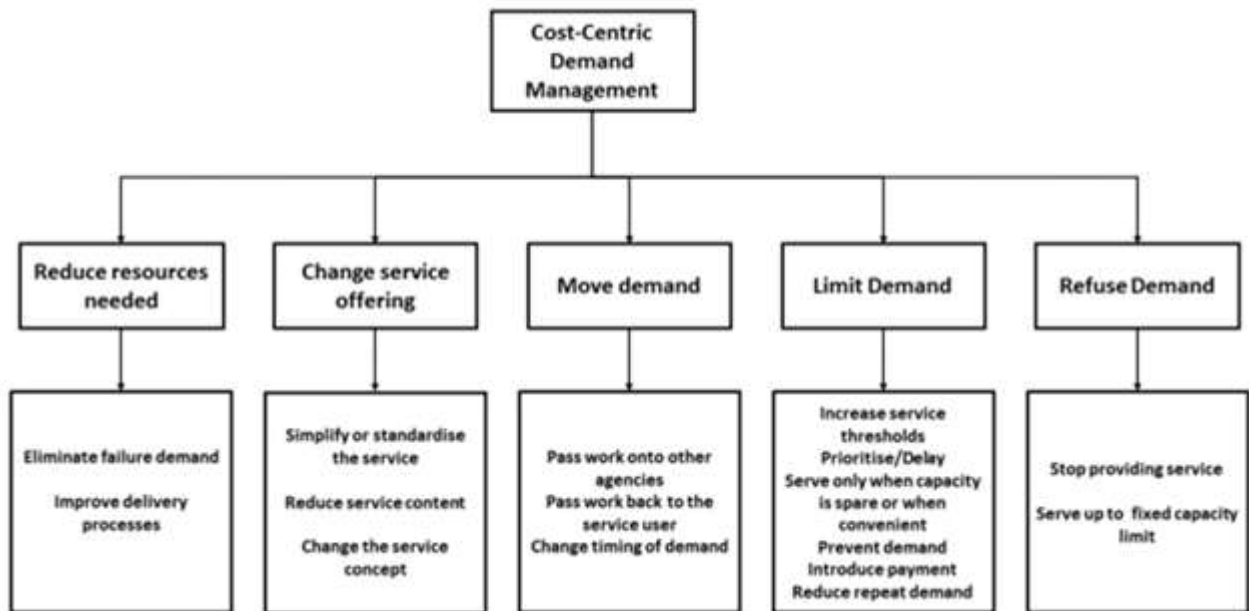 Cost-Centric
Demand
Management
Reduce resources
needed
Change service
offering
Move demand
Limit Demand
Refuse Demand
Eliminate failure demand
Improve delivery
processes
Simplify or standardise
the service
Reduce service content
Change the service
concept
Pass work onto other
agencies
Pass work back to the
service user
Change timing of demand
Increase service
thresholds
Prioritise/Delay
Serve only when capacity
is spare or when
convenient
Prevent demand
Introduce payment
Reduce repeat demand
Stop providing service
Serve up to fixed capacity
limit